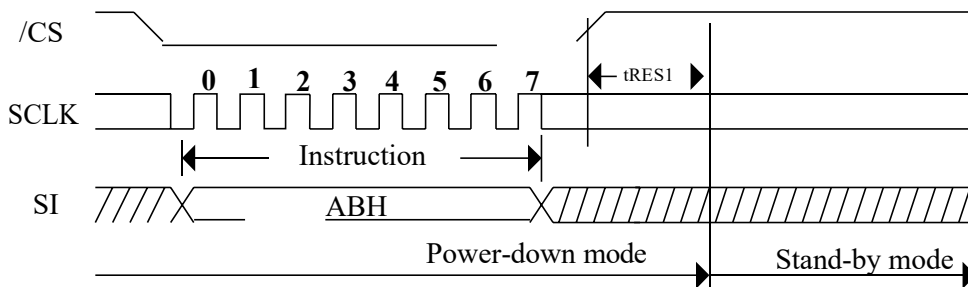 /CS
tRES1
0 1 2 3 4 5 6 7
SCLK
Instruction
SI
ABH
Power-down mode
Stand-by mode